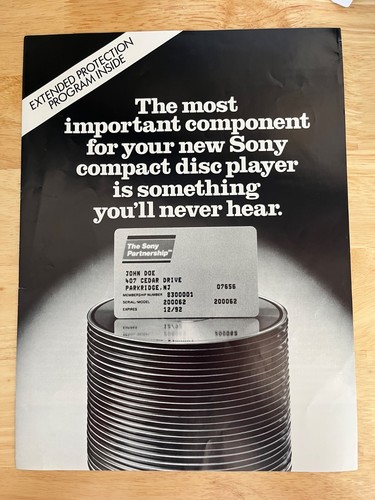 EXTENDED PROTECTION
PROGRAM INSIDE
The most
important component
for your new Sony
compact disc player
is something
you'll never hear.
The Sony
Partnership
JOHN DOE
407 CEDAR DRIVE
PARKRIDGE.NJ 07656
MEMBERSHIP NUMBER 8300001
SERIAL/MODEL 200062 200062
EXPIRES 12/92